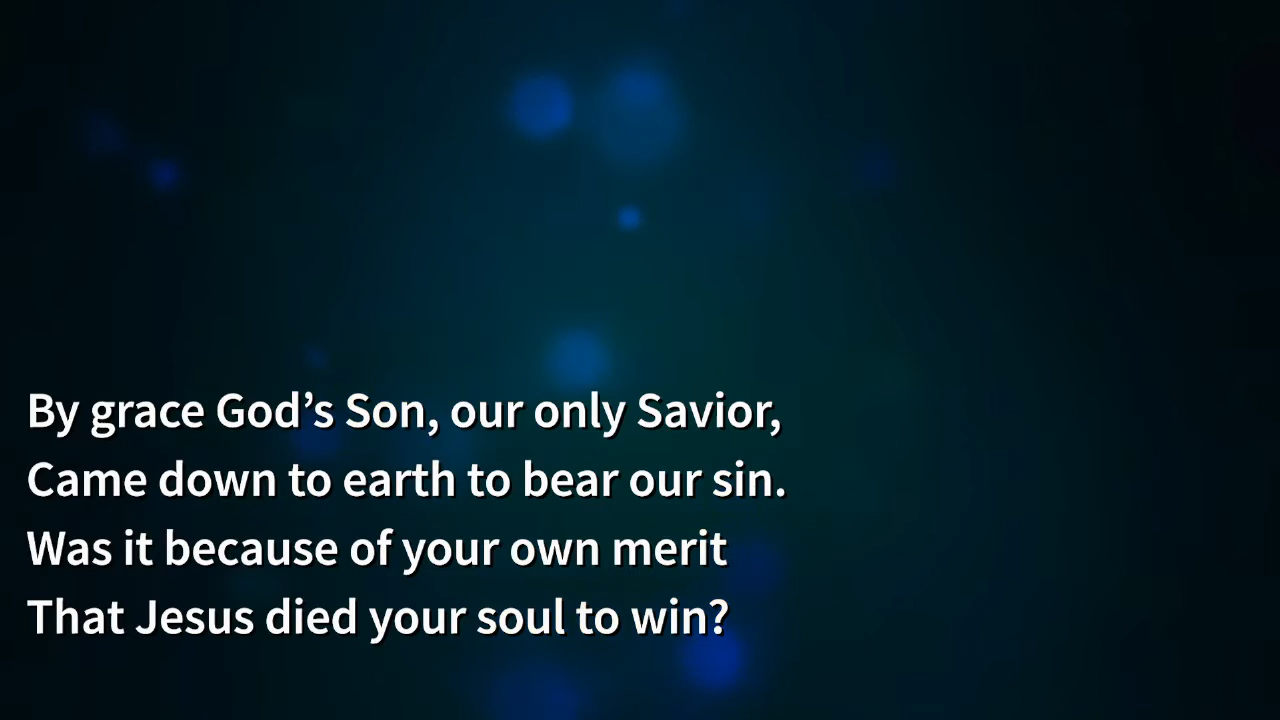 By grace God’s Son, our only Savior,
Came down to earth to bear our sin.
Was it because of your own merit
That Jesus died your soul to win?